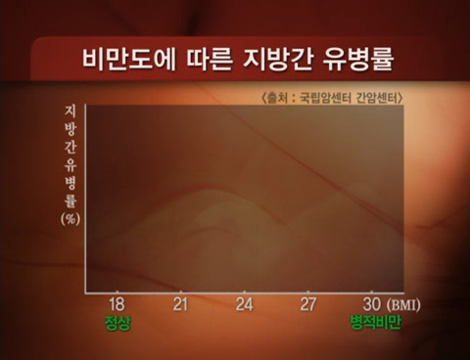 비만도에 따른 지방간 유병률
〈출처 : 국립암센터 간암센터〉
지방간유병률(%)
18 21 24 27 30 (BMI)
정상 병적비만